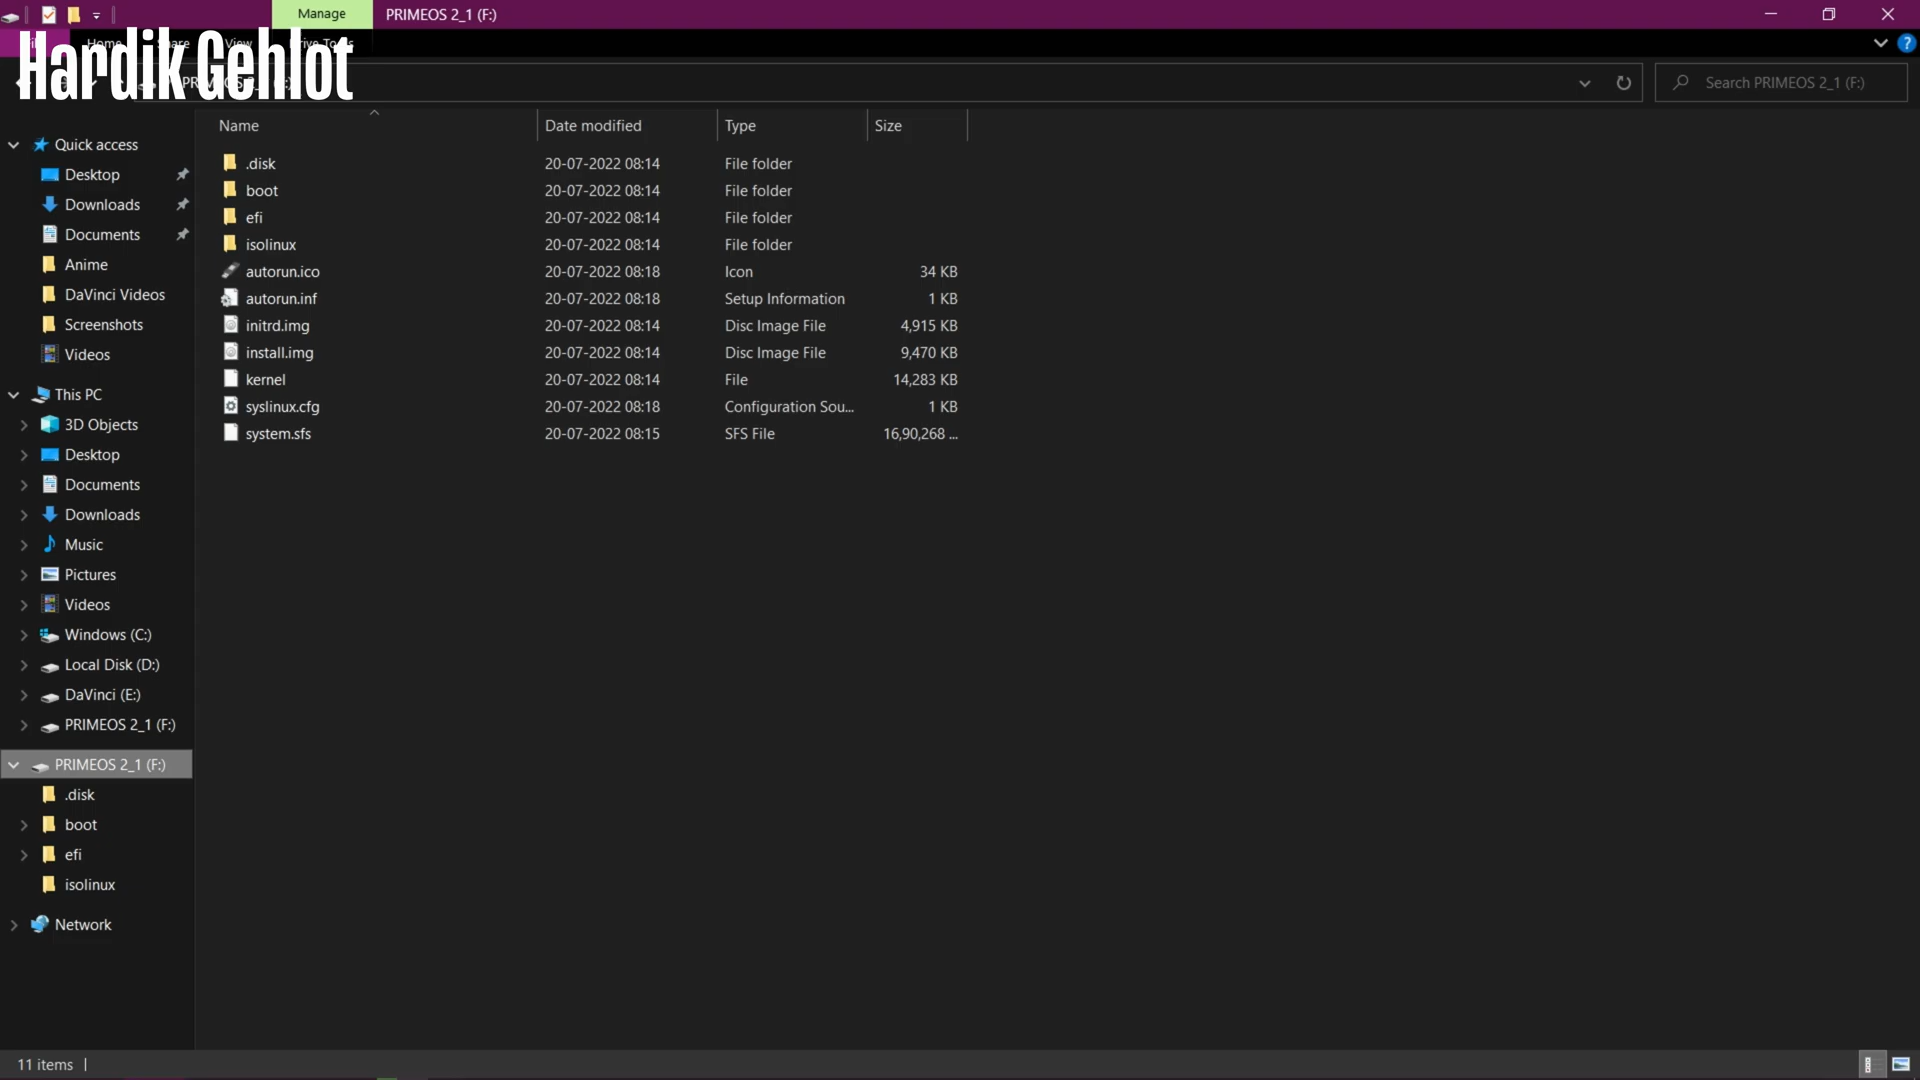 Manage PRIMEOS 2_1 (F:)
Home Share View Drive Tools
Hardik Gehlot
Search PRIMEOS 2_1 (F:)
Name Date modified Type Size
Quick access
Desktop
Downloads
Documents
Anime
DaVinci Videos
Screenshots
Videos
This PC
3D Objects
Desktop
Documents
Downloads
Music
Pictures
Videos
Windows (C:)
Local Disk (D:)
DaVinci (E:)
PRIMEOS 2_1 (F:)
PRIMEOS 2_1 (F:)
.disk
boot
efi
isolinux
Network
.disk 20-07-2022 08:14 File folder
boot 20-07-2022 08:14 File folder
efi 20-07-2022 08:14 File folder
isolinux 20-07-2022 08:14 File folder
autorun.ico 20-07-2022 08:18 Icon 34 KB
autorun.inf 20-07-2022 08:18 Setup Information 1 KB
initrd.img 20-07-2022 08:14 Disc Image File 4,915 KB
install.img 20-07-2022 08:14 Disc Image File 9,470 KB
kernel 20-07-2022 08:14 File 14,283 KB
syslinux.cfg 20-07-2022 08:18 Configuration Sou... 1 KB
system.sfs 20-07-2022 08:15 SFS File 16,90,268 ...
11 items